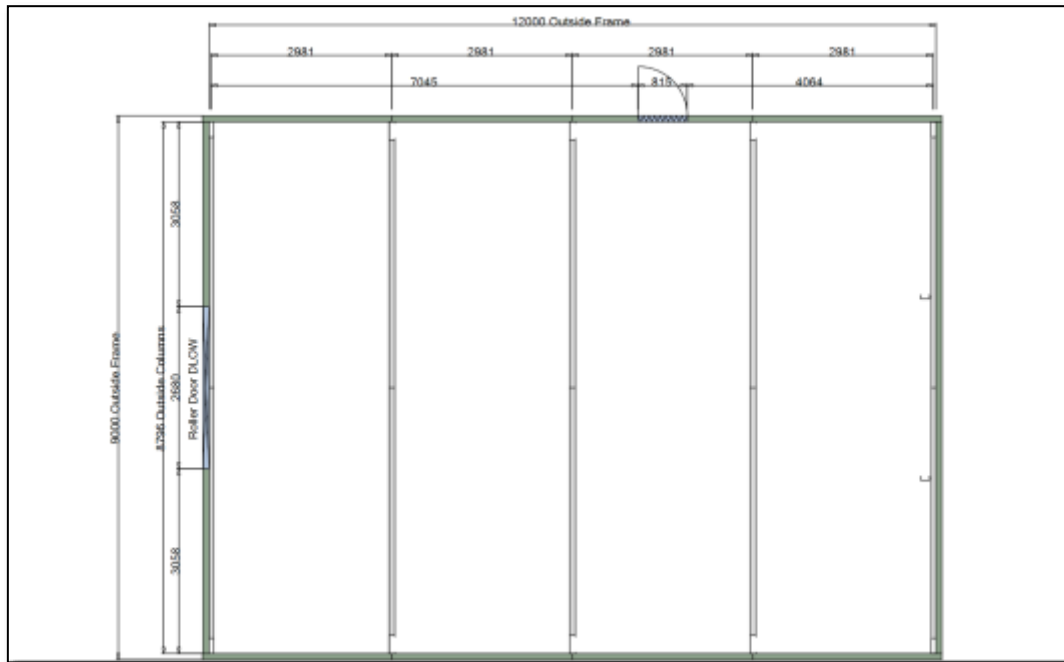 12000 Outside Frame
2981
2981
2981
2981
7045
815
4064
3058
2680
3058
Roller Door DLOW
8796 Outside Columns
9000 Outside Frame